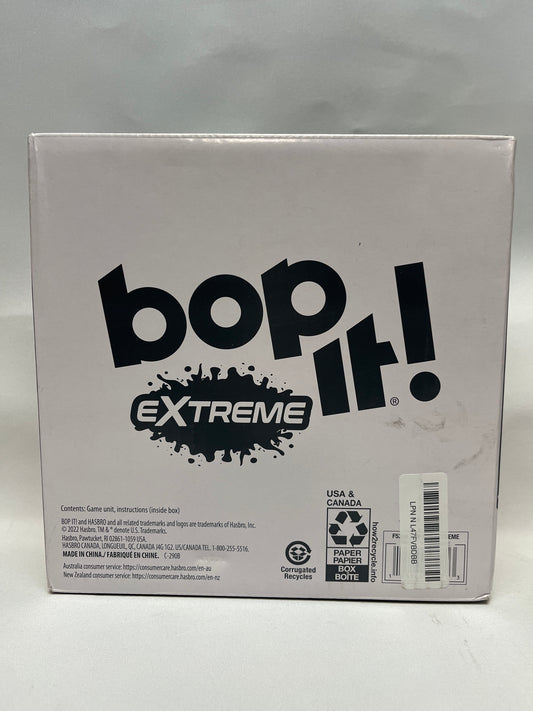 bop
it!®
EXTREME
Contents: Game unit, instructions (inside box)
BOP IT! and HASBRO and all related trademarks and logos are trademarks of Hasbro, Inc.
© 2022 Hasbro. TM & ® denote U.S. Trademarks.
Hasbro, Pawtucket, RI 02861-1059 USA.
HASBRO CANADA, LONGUEUIL, QC, CANADA J4G 1G2. US/CANADA TEL. 1-800-255-5516.
MADE IN CHINA./ FABRIQUÉ EN CHINE. C-290B
Australia consumer service: https://consumercare.hasbro.com/en-au
New Zealand consumer service: https://consumercare.hasbro.com/en-nz
Corrugated
Recycles
USA &
CANADA
PAPER
PAPIER
BOX
BOÎTE
how2recycle.info
LPN N L47FVBDBB
1
3